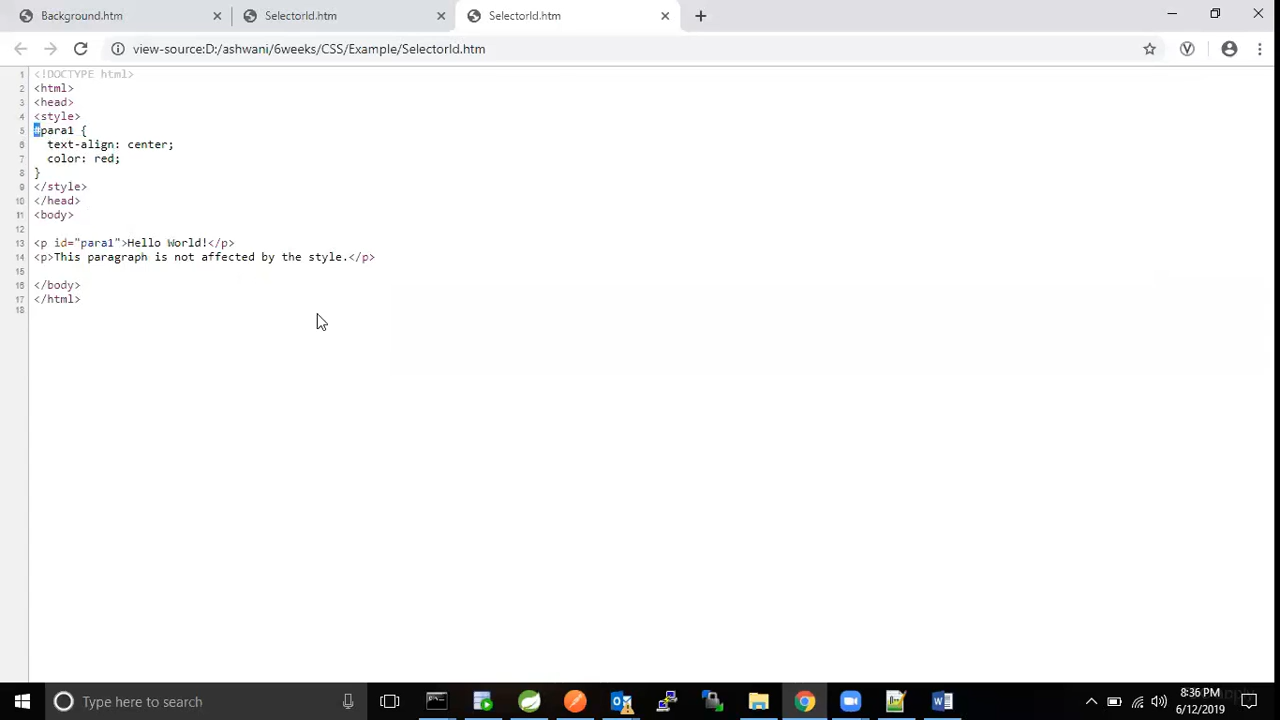 Background.htm
SelectorId.htm
SelectorId.htm
view-source:D:/ashwani/6weeks/CSS/Example/SelectorId.htm
1 <!DOCTYPE html>
2 <html>
3 <head>
4 <style>
5 #para1 {
6 text-align: center;
7 color: red;
8 }
9 </style>
10 </head>
11 <body>
12
13 <p id="para1">Hello World!</p>
14 <p>This paragraph is not affected by the style.</p>
15
16 </body>
17 </html>
18
Type here to search
8:36 PM
6/12/2019